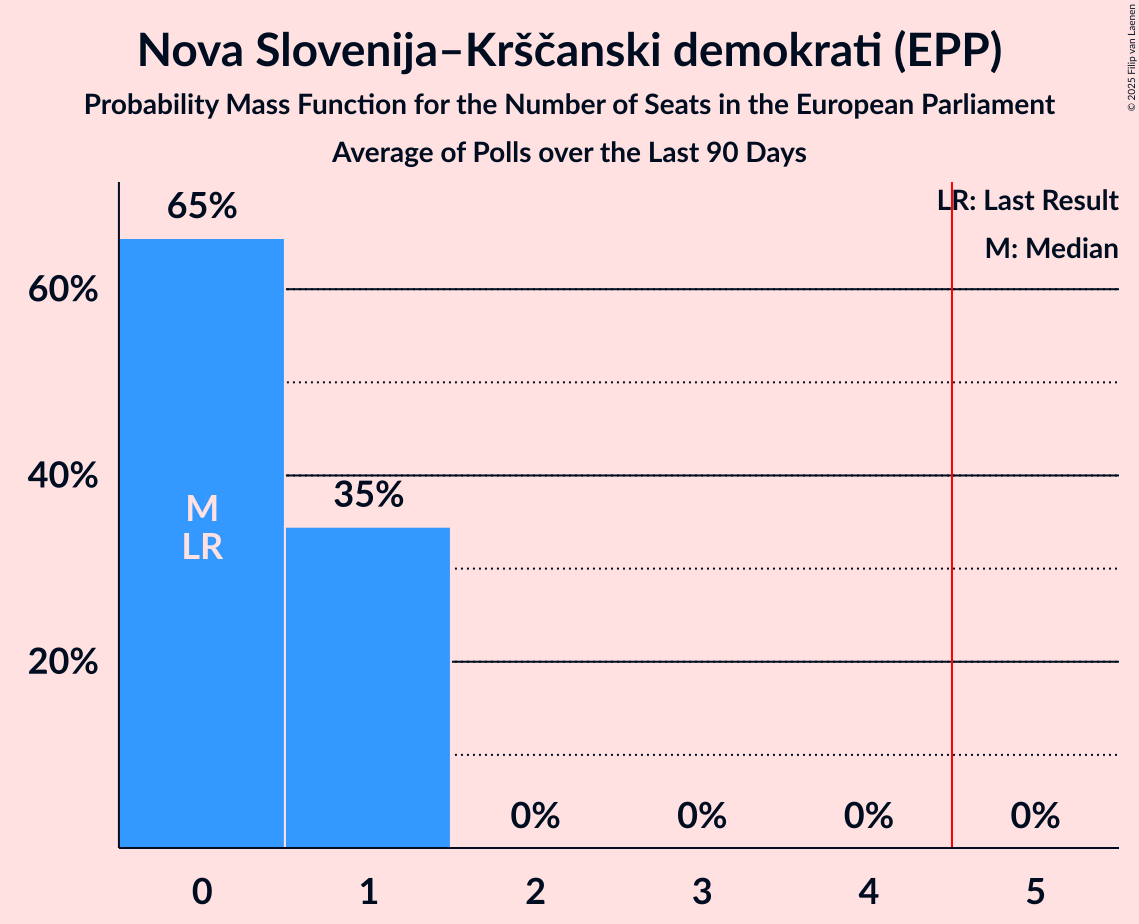 Nova Slovenija–Krščanski demokrati (EPP)
Probability Mass Function for the Number of Seats in the European Parliament
Average of Polls over the Last 90 Days
© 2025 Filip van Laenen
LR: Last Result
M: Median
65%
60%
40%
35%
M
LR
20%
0% 0% 0% 0%
0 1 2 3 4 5